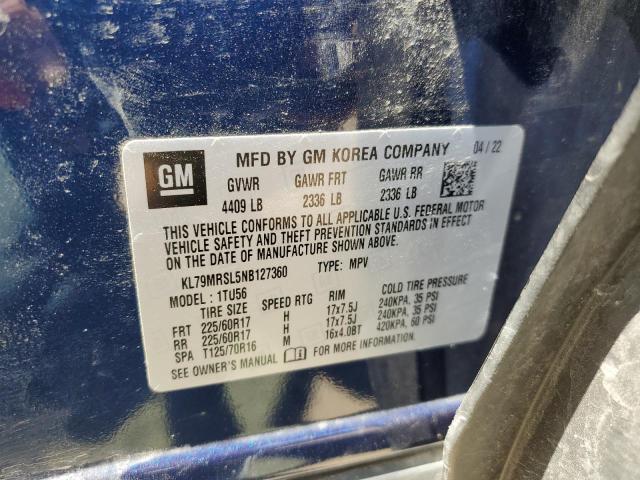 GM MFD BY GM KOREA COMPANY 04 / 22
GVWR GAWR FRT GAWR RR
4409 LB 2336 LB 2336 LB
THIS VEHICLE CONFORMS TO ALL APPLICABLE U.S. FEDERAL MOTOR
VEHICLE SAFETY AND THEFT PREVENTION STANDARDS IN EFFECT
ON THE DATE OF MANUFACTURE SHOWN ABOVE.
KL79MRSL5NB127360 TYPE: MPV
MODEL: 1TU56
TIRE SIZE SPEED RTG RIM COLD TIRE PRESSURE
FRT 225/60R17 H 17x7.5J 240KPA, 35 PSI
RR 225/60R17 H 17x7.5J 240KPA, 35 PSI
SPA T125/70R16 M 16x4.0BT 420KPA, 60 PSI
SEE OWNER'S MANUAL FOR MORE INFORMATION